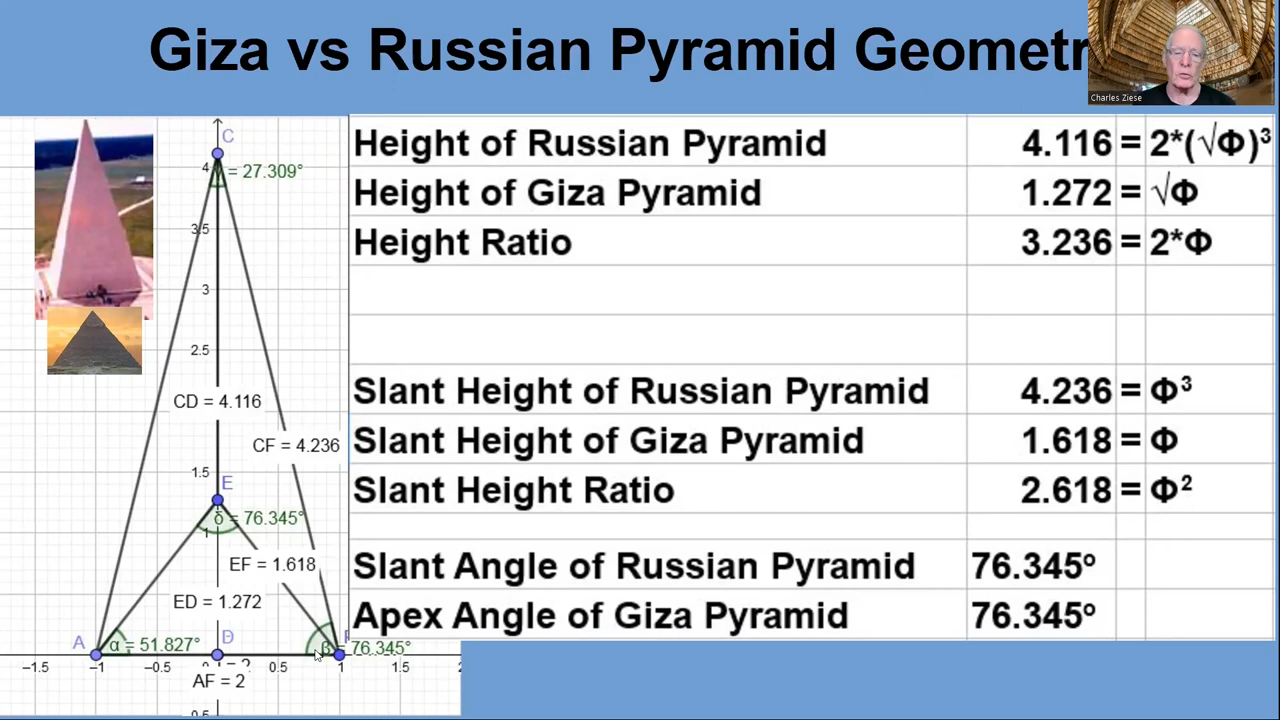 Giza vs Russian Pyramid Geometr
Charles Ziese
Height of Russian Pyramid 4.116 = 2*(√Φ)³
Height of Giza Pyramid 1.272 = √Φ
Height Ratio 3.236 = 2*Φ
Slant Height of Russian Pyramid 4.236 = Φ³
Slant Height of Giza Pyramid 1.618 = Φ
Slant Height Ratio 2.618 = Φ²
Slant Angle of Russian Pyramid 76.345º
Apex Angle of Giza Pyramid 76.345º
C
4
= 27.309°
3.5
3
2.5
CD = 4.116
CF = 4.236
1.5
E
δ = 76.345°
1
EF = 1.618
ED = 1.272
A
α = 51.827°
D
β
76.345°
−1.5 −1 −0.5 0.5 1 1.5 2
AF = 2